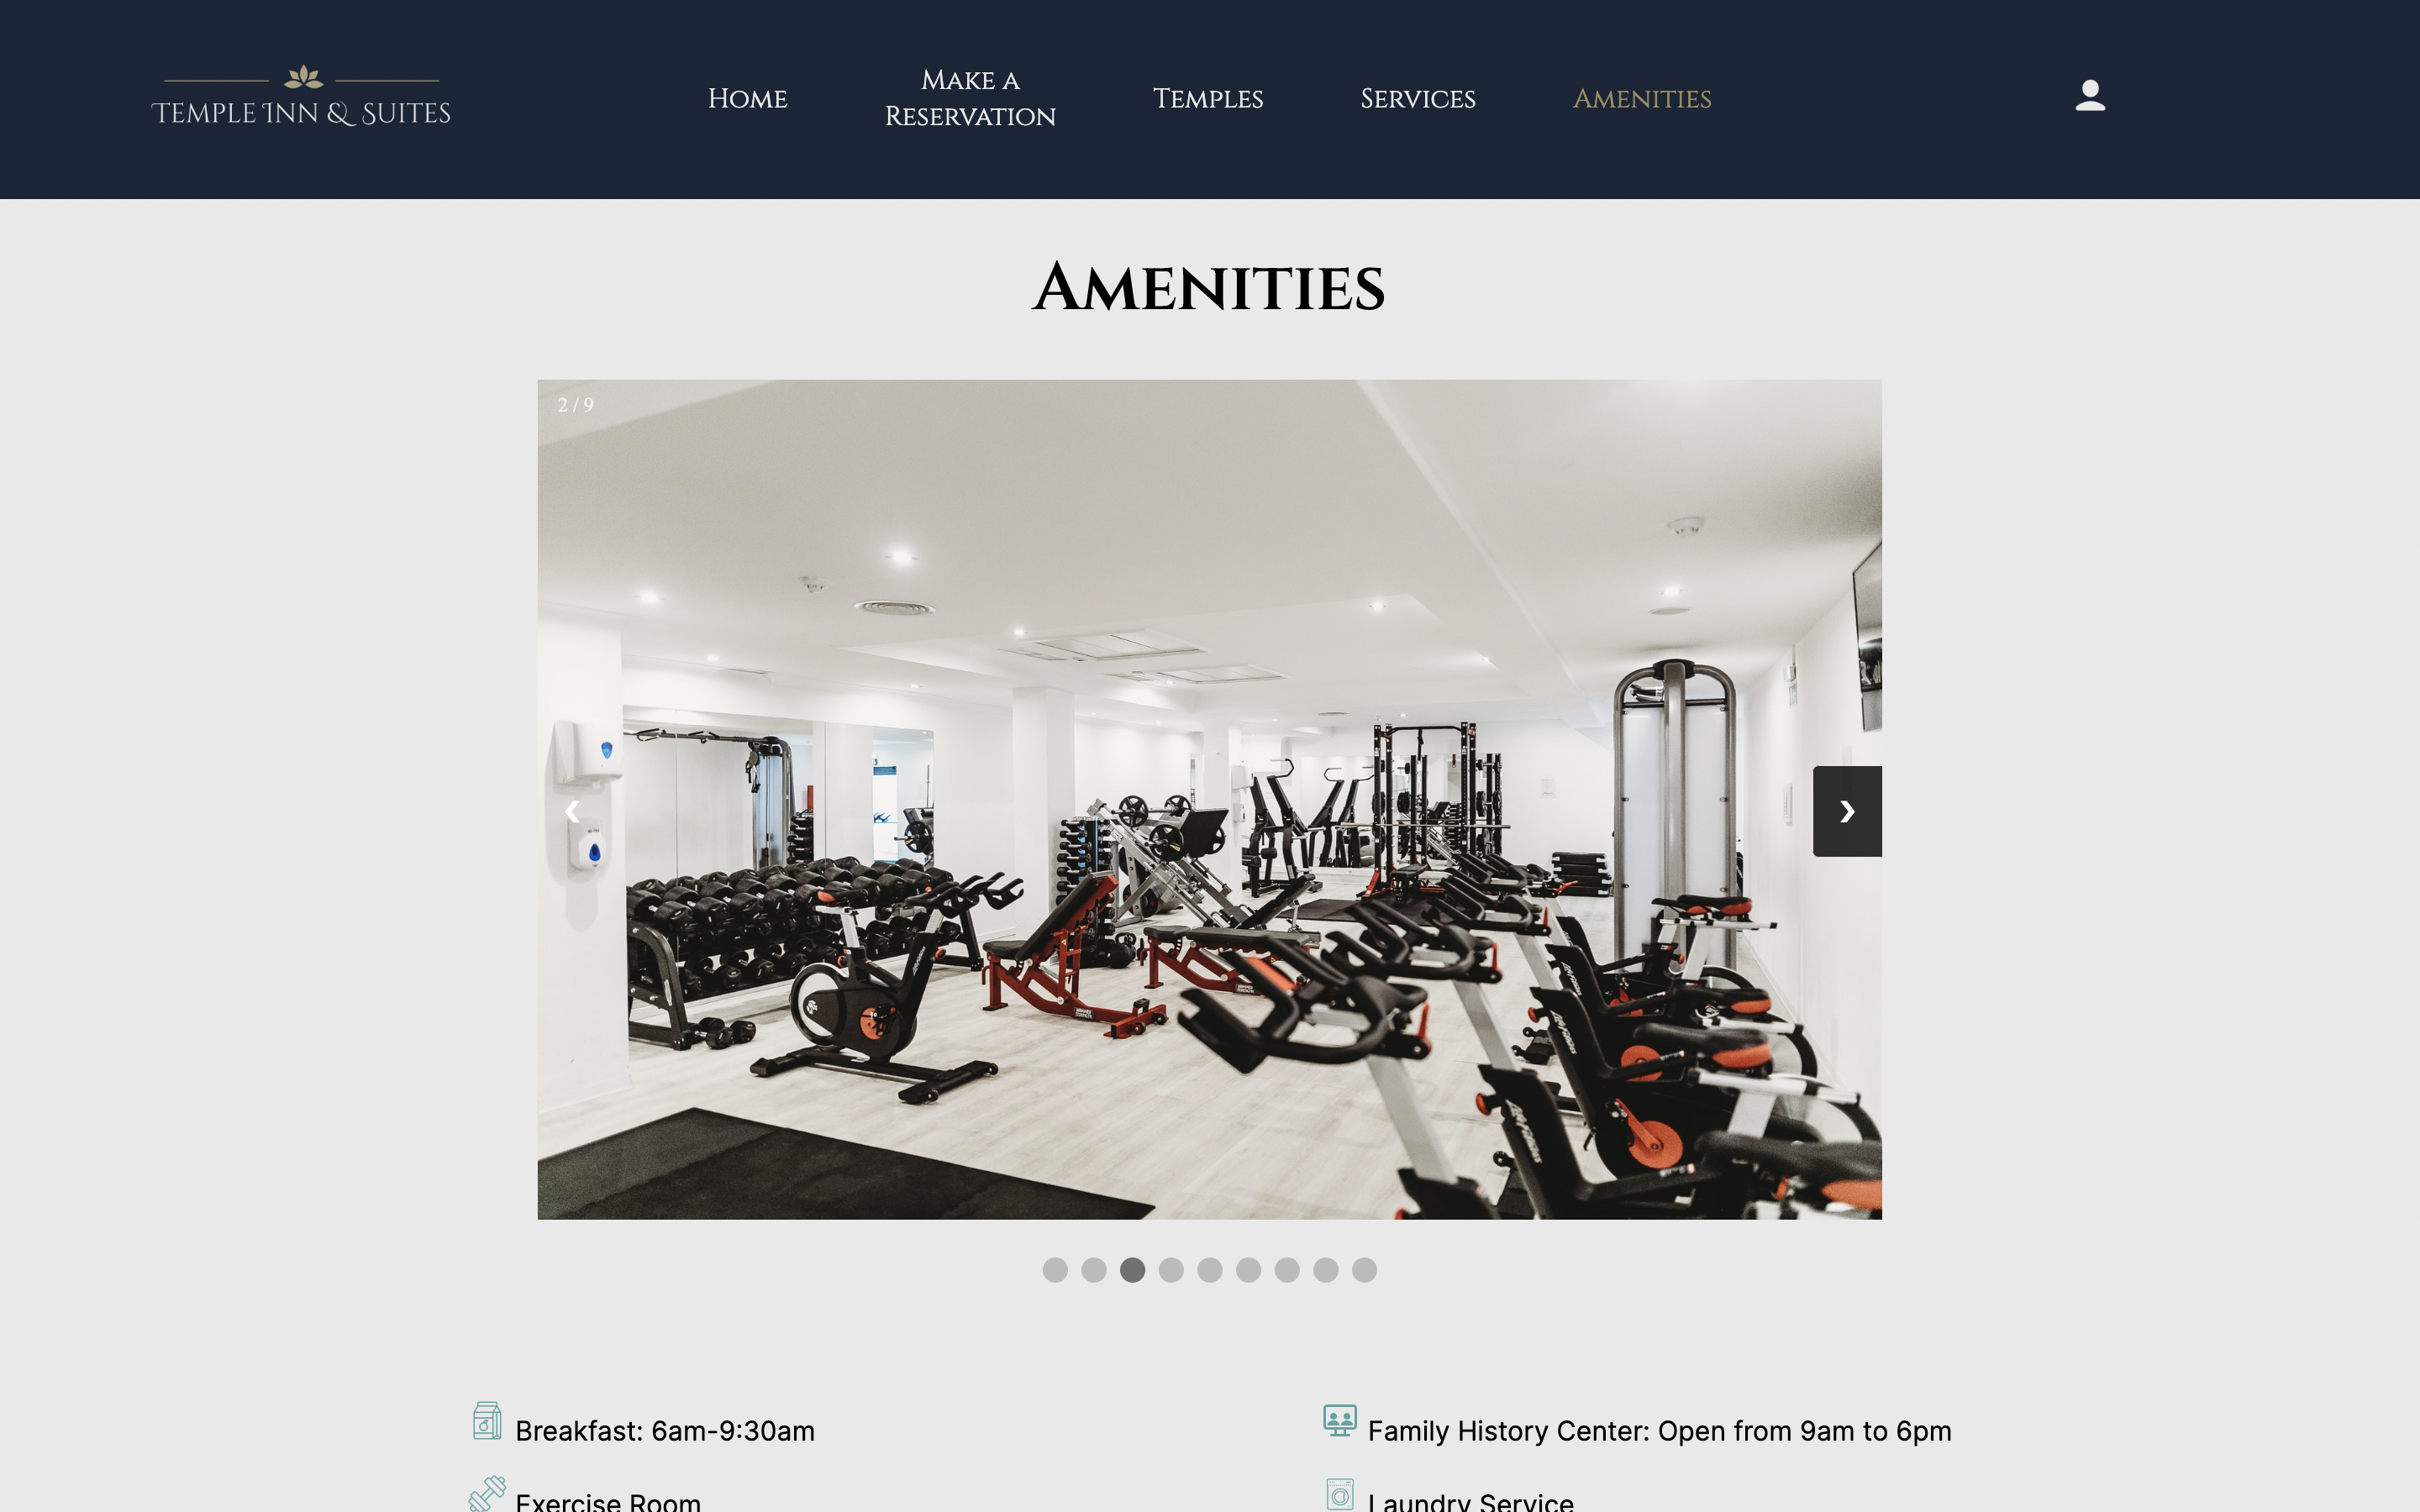 TEMPLE INN & SUITES
HOME
MAKE A
RESERVATION
TEMPLES
SERVICES
AMENITIES
AMENITIES
2 / 9
❮
❯
Breakfast: 6am-9:30am
Family History Center: Open from 9am to 6pm
Exercise Room
Laundry Service